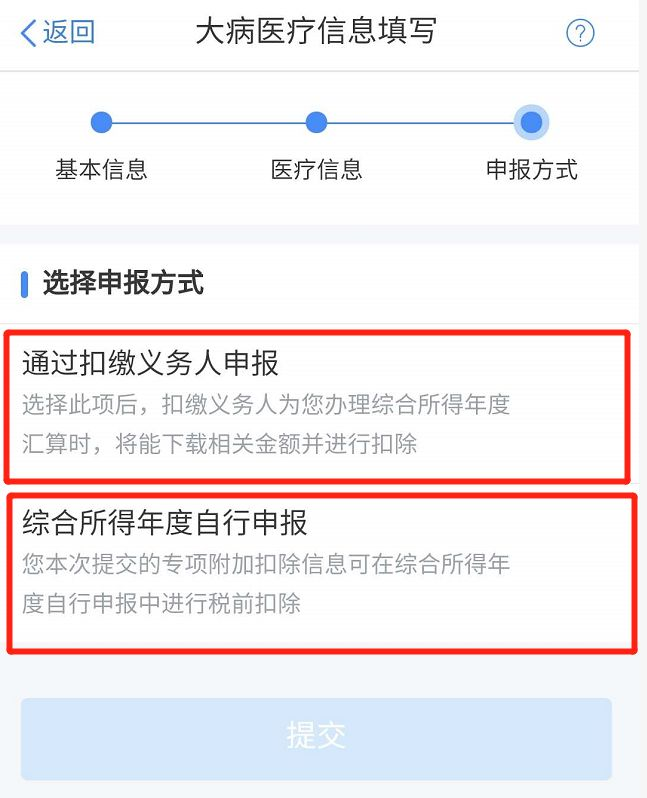 返回
大病医疗信息填写
?
基本信息
医疗信息
申报方式
选择申报方式
通过扣缴义务人申报
选择此项后，扣缴义务人为您办理综合所得年度
汇算时，将能下载相关金额并进行扣除
综合所得年度自行申报
您本次提交的专项附加扣除信息可在综合所得年
度自行申报中进行税前扣除
提交